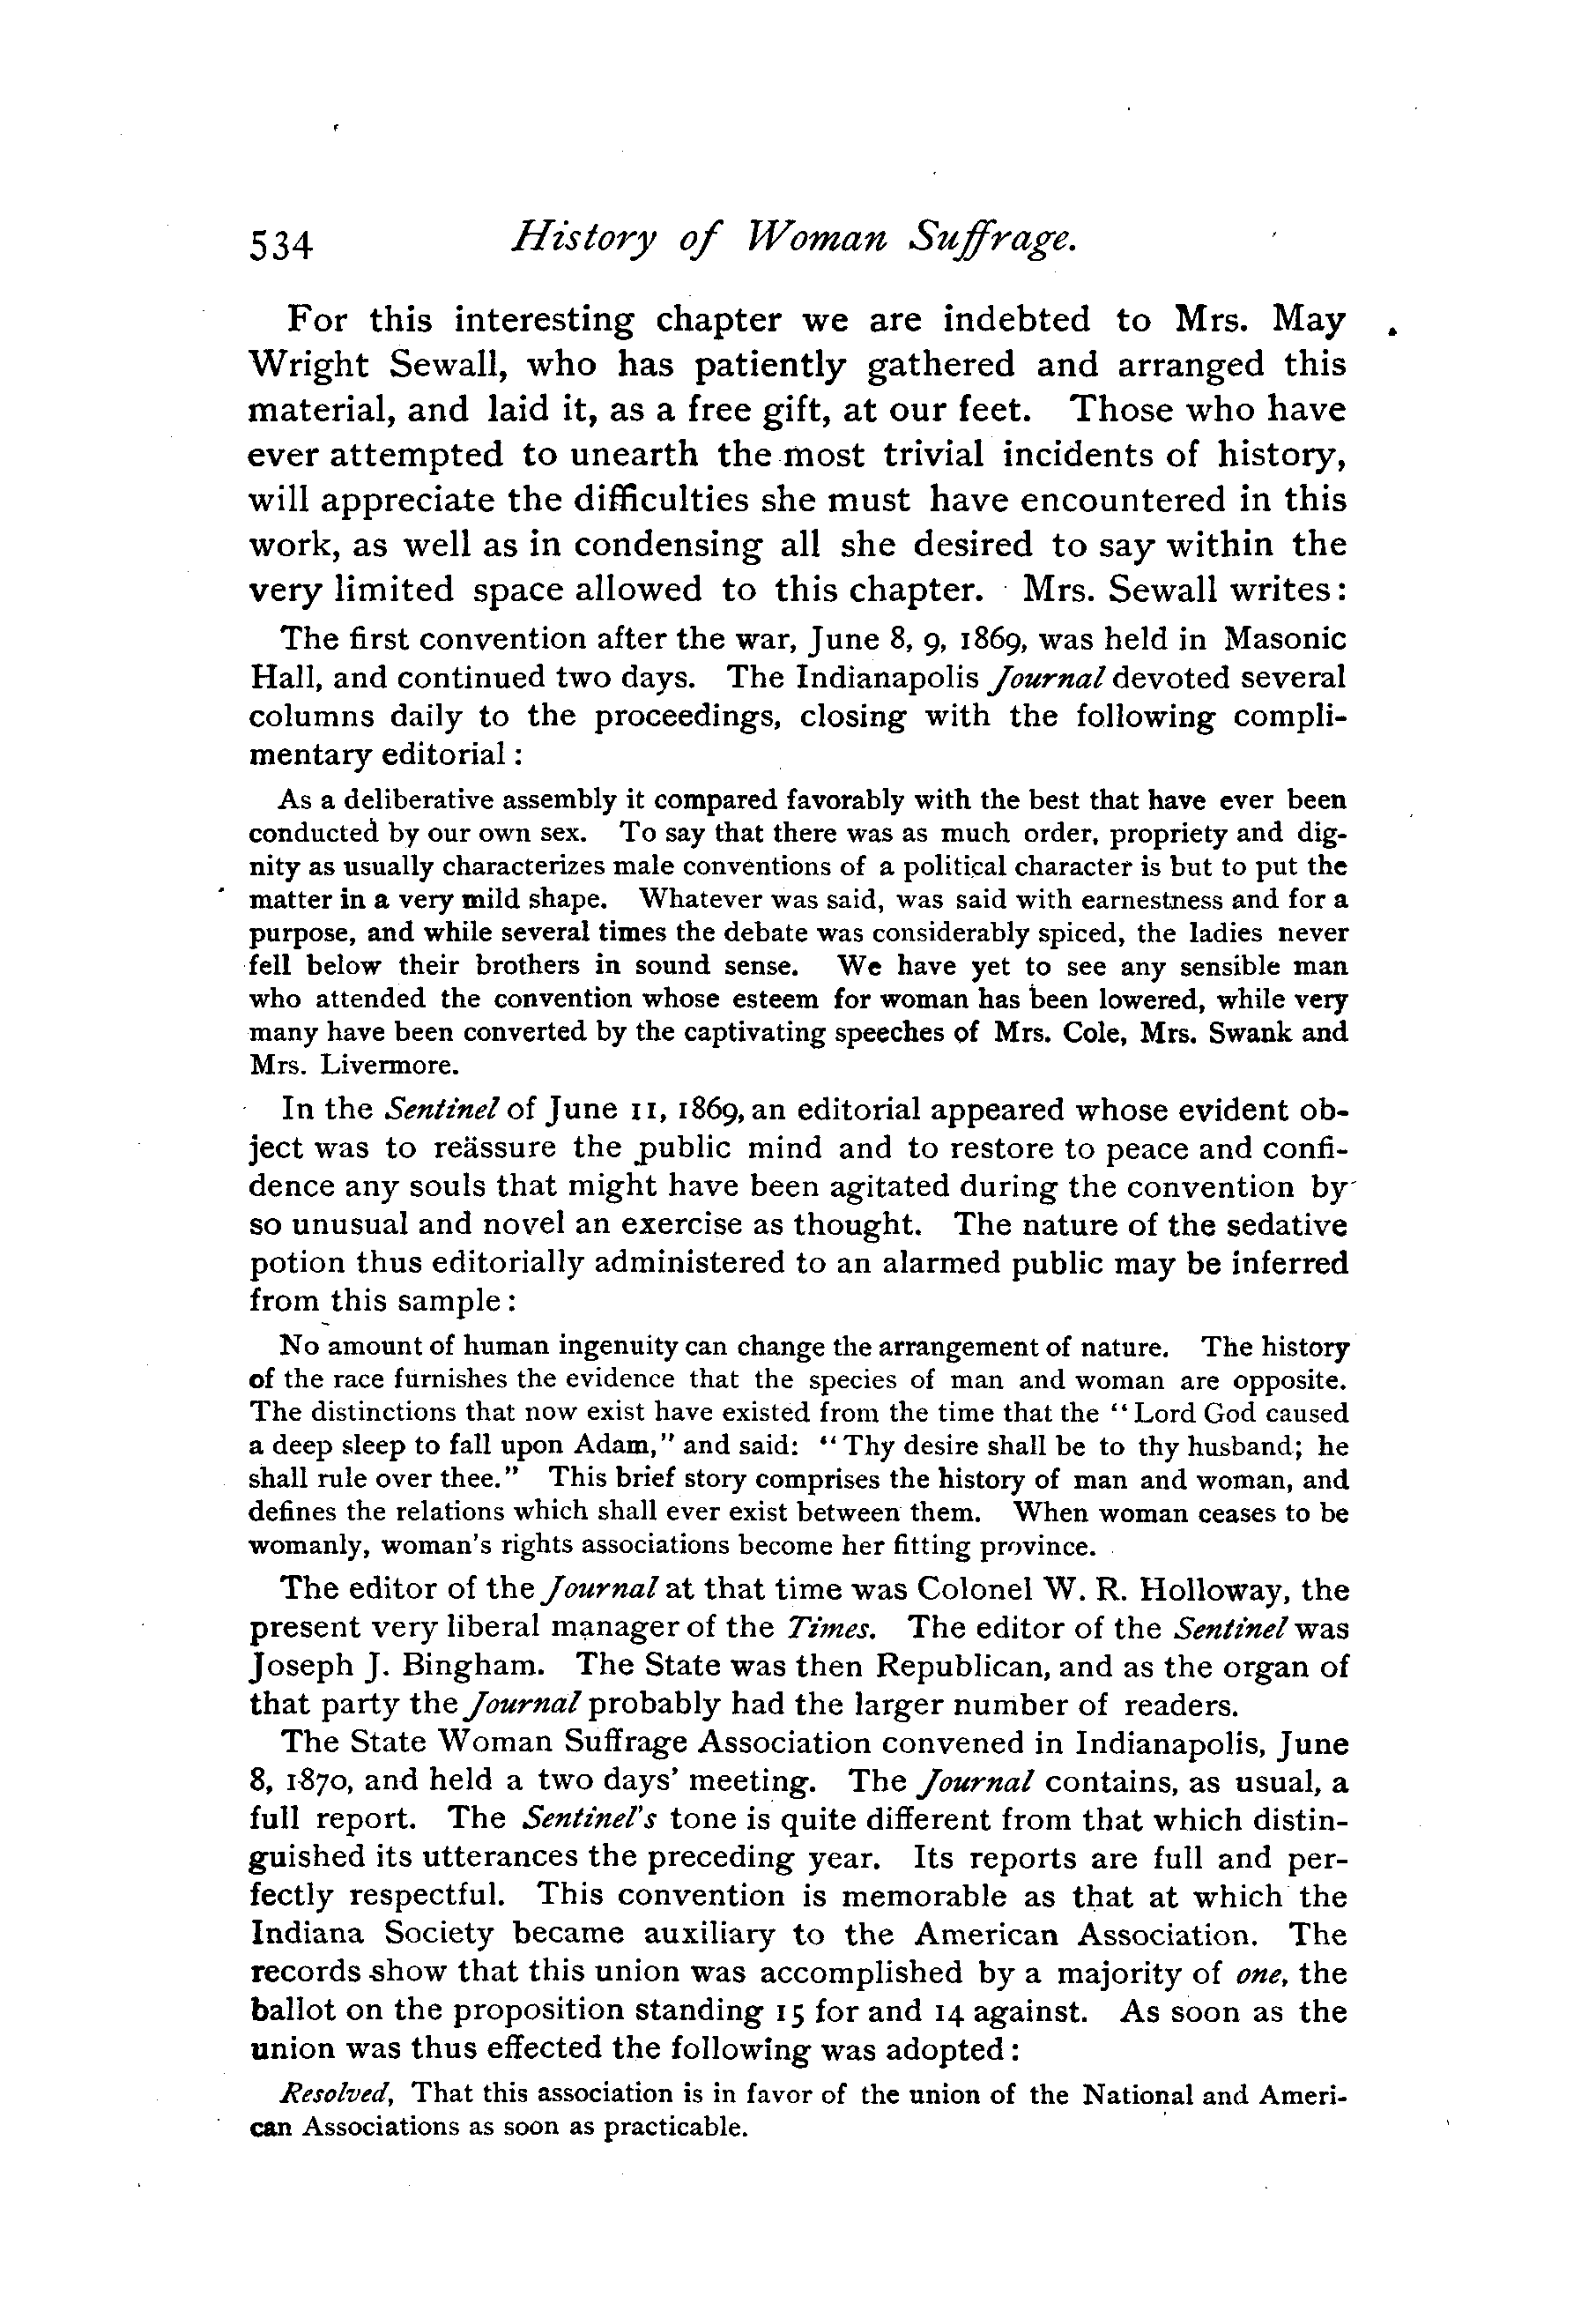 534 History of Woman Suffrage.
For this interesting chapter we are indebted to Mrs. May
Wright Sewall, who has patiently gathered and arranged this
material, and laid it, as a free gift, at our feet. Those who have
ever attempted to unearth the most trivial incidents of history,
will appreciate the difficulties she must have encountered in this
work, as well as in condensing all she desired to say within the
very limited space allowed to this chapter. Mrs. Sewall writes:
The first convention after the war, June 8, 9, 1869, was held in Masonic
Hall, and continued two days. The Indianapolis Journal devoted several
columns daily to the proceedings, closing with the following compli-
mentary editorial:
As a deliberative assembly it compared favorably with the best that have ever been
conducted by our own sex. To say that there was as much order, propriety and dig-
nity as usually characterizes male conventions of a political character is but to put the
matter in a very mild shape. Whatever was said, was said with earnestness and for a
purpose, and while several times the debate was considerably spiced, the ladies never
fell below their brothers in sound sense. We have yet to see any sensible man
who attended the convention whose esteem for woman has been lowered, while very
many have been converted by the captivating speeches of Mrs. Cole, Mrs. Swank and
Mrs. Livermore.
In the Sentinel of June 11, 1869, an editorial appeared whose evident ob-
ject was to reässure the public mind and to restore to peace and confi-
dence any souls that might have been agitated during the convention by
so unusual and novel an exercise as thought. The nature of the sedative
potion thus editorially administered to an alarmed public may be inferred
from this sample:
No amount of human ingenuity can change the arrangement of nature. The history
of the race furnishes the evidence that the species of man and woman are opposite.
The distinctions that now exist have existed from the time that the "Lord God caused
a deep sleep to fall upon Adam," and said: "Thy desire shall be to thy husband; he
shall rule over thee." This brief story comprises the history of man and woman, and
defines the relations which shall ever exist between them. When woman ceases to be
womanly, woman's rights associations become her fitting province.
The editor of the Journal at that time was Colonel W. R. Holloway, the
present very liberal manager of the Times. The editor of the Sentinel was
Joseph J. Bingham. The State was then Republican, and as the organ of
that party the Journal probably had the larger number of readers.
The State Woman Suffrage Association convened in Indianapolis, June
8, 1870, and held a two days' meeting. The Journal contains, as usual, a
full report. The Sentinel's tone is quite different from that which distin-
guished its utterances the preceding year. Its reports are full and per-
fectly respectful. This convention is memorable as that at which the
Indiana Society became auxiliary to the American Association. The
records show that this union was accomplished by a majority of one, the
ballot on the proposition standing 15 for and 14 against. As soon as the
union was thus effected the following was adopted:
Resolved, That this association is in favor of the union of the National and Ameri-
can Associations as soon as practicable.